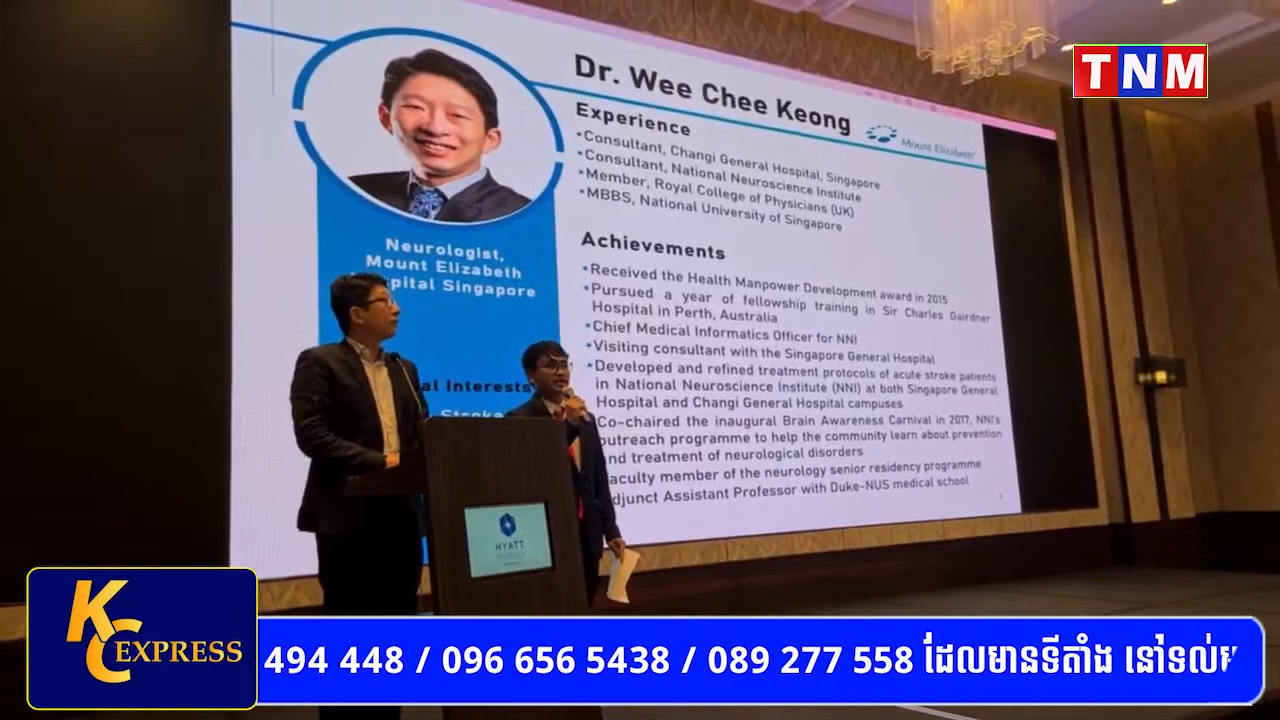 TNM
Dr. Wee Chee Keong
Mount Elizabeth
Experience
•Consultant, Changi General Hospital, Singapore
•Consultant, National Neuroscience Institute
•Member, Royal College of Physicians (UK)
•MBBS, National University of Singapore
Neurologist,
Mount Elizabeth
spital Singapore
al Interests
Stroke
Achievements
•Received the Health Manpower Development award in 2015
•Pursued a year of fellowship training in Sir Charles Gairdner
Hospital in Perth, Australia
•Chief Medical Informatics Officer for NNI
•Visiting consultant with the Singapore General Hospital
•Developed and refined treatment protocols of acute stroke patients
in National Neuroscience Institute (NNI) at both Singapore General
Hospital and Changi General Hospital campuses
Co-chaired the inaugural Brain Awareness Carnival in 2017, NNI's
outreach programme to help the community learn about prevention
and treatment of neurological disorders
aculty member of the neurology senior residency programme
djunct Assistant Professor with Duke-NUS medical school
HYATT
KC EXPRESS
494 448 / 096 656 5438 / 089 277 558 ដែលមានទីតាំង នៅទល់មុ